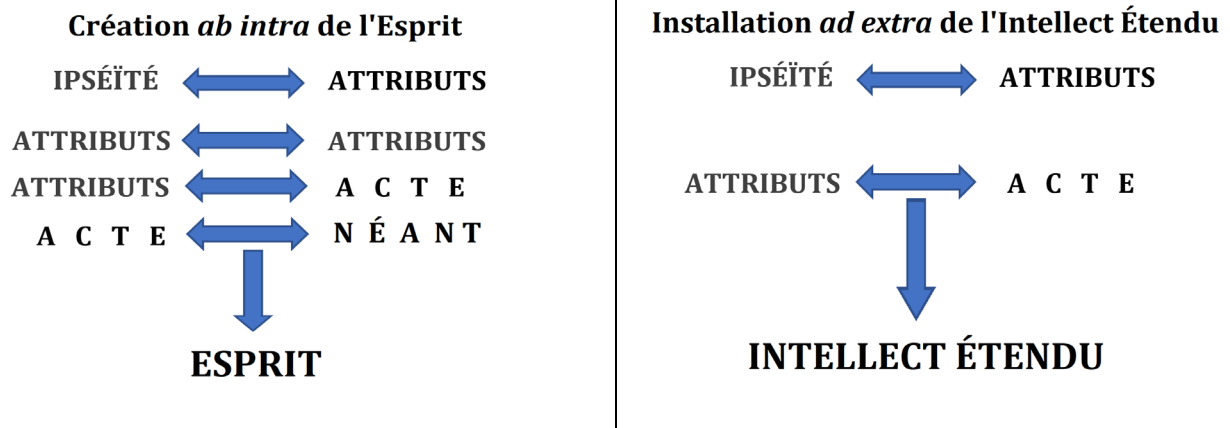 Création ab intra de l'Esprit
IPSÉÏTÉ ATTRIBUTS
ATTRIBUTS ATTRIBUTS
ATTRIBUTS A C T E
A C T E N É A N T
ESPRIT
Installation ad extra de l'Intellect Étendu
IPSÉÏTÉ ATTRIBUTS
ATTRIBUTS A C T E
INTELLECT ÉTENDU